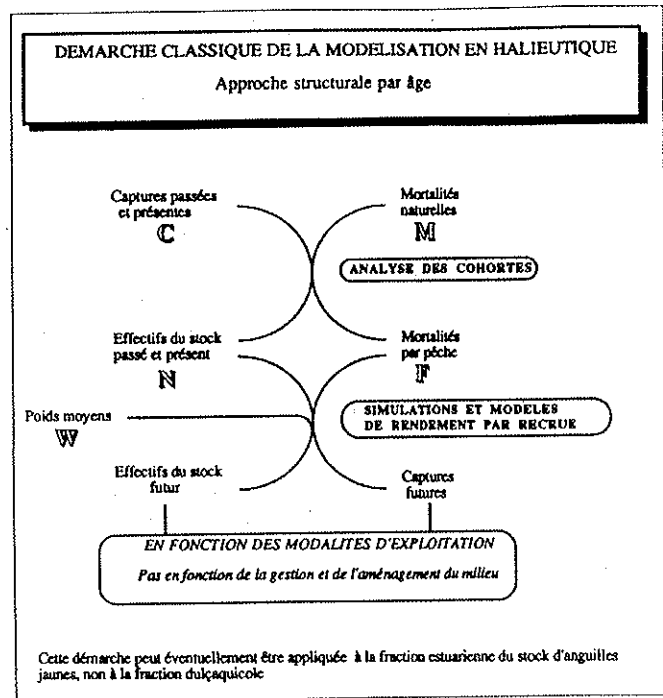 DEMARCHE CLASSIQUE DE LA MODELISATION EN HALIEUTIQUE
Approche structurale par âge
Captures passées
et présentes
C
Mortalités
naturelles
M
ANALYSE DES COHORTES
Effectifs du stock
passé et présent
N
Mortalités
par pêche
F
Poids moyens
W
SIMULATIONS ET MODELES
DE RENDEMENT PAR RECRUE
Effectifs du stock
futur
Captures
futures
EN FONCTION DES MODALITES D'EXPLOITATION
Pas en fonction de la gestion et de l'aménagement du milieu
Cette démarche peut éventuellement être appliquée à la fraction estuarienne du stock d'anguilles
jaunes, non à la fraction dulçaquicole